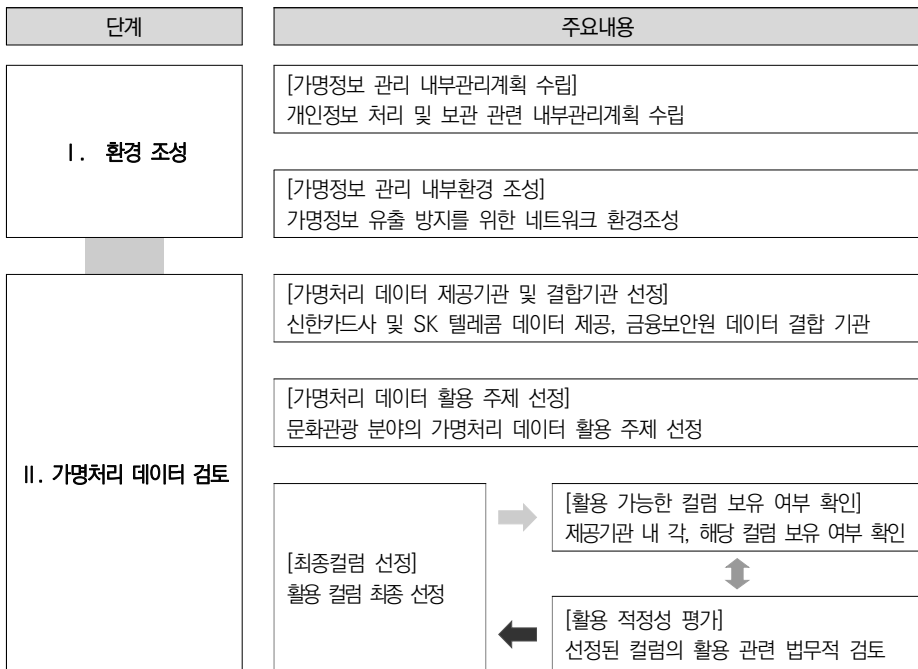 단계
주요내용
Ⅰ. 환경 조성
[가명정보 관리 내부관리계획 수립]
개인정보 처리 및 보관 관련 내부관리계획 수립
[가명정보 관리 내부환경 조성]
가명정보 유출 방지를 위한 네트워크 환경조성
Ⅱ. 가명처리 데이터 검토
[가명처리 데이터 제공기관 및 결합기관 선정]
신한카드사 및 SK 텔레콤 데이터 제공, 금융보안원 데이터 결합 기관
[가명처리 데이터 활용 주제 선정]
문화관광 분야의 가명처리 데이터 활용 주제 선정
[최종컬럼 선정]
활용 컬럼 최종 선정
[활용 가능한 컬럼 보유 여부 확인]
제공기관 내 각, 해당 컬럼 보유 여부 확인
[활용 적정성 평가]
선정된 컬럼의 활용 관련 법무적 검토